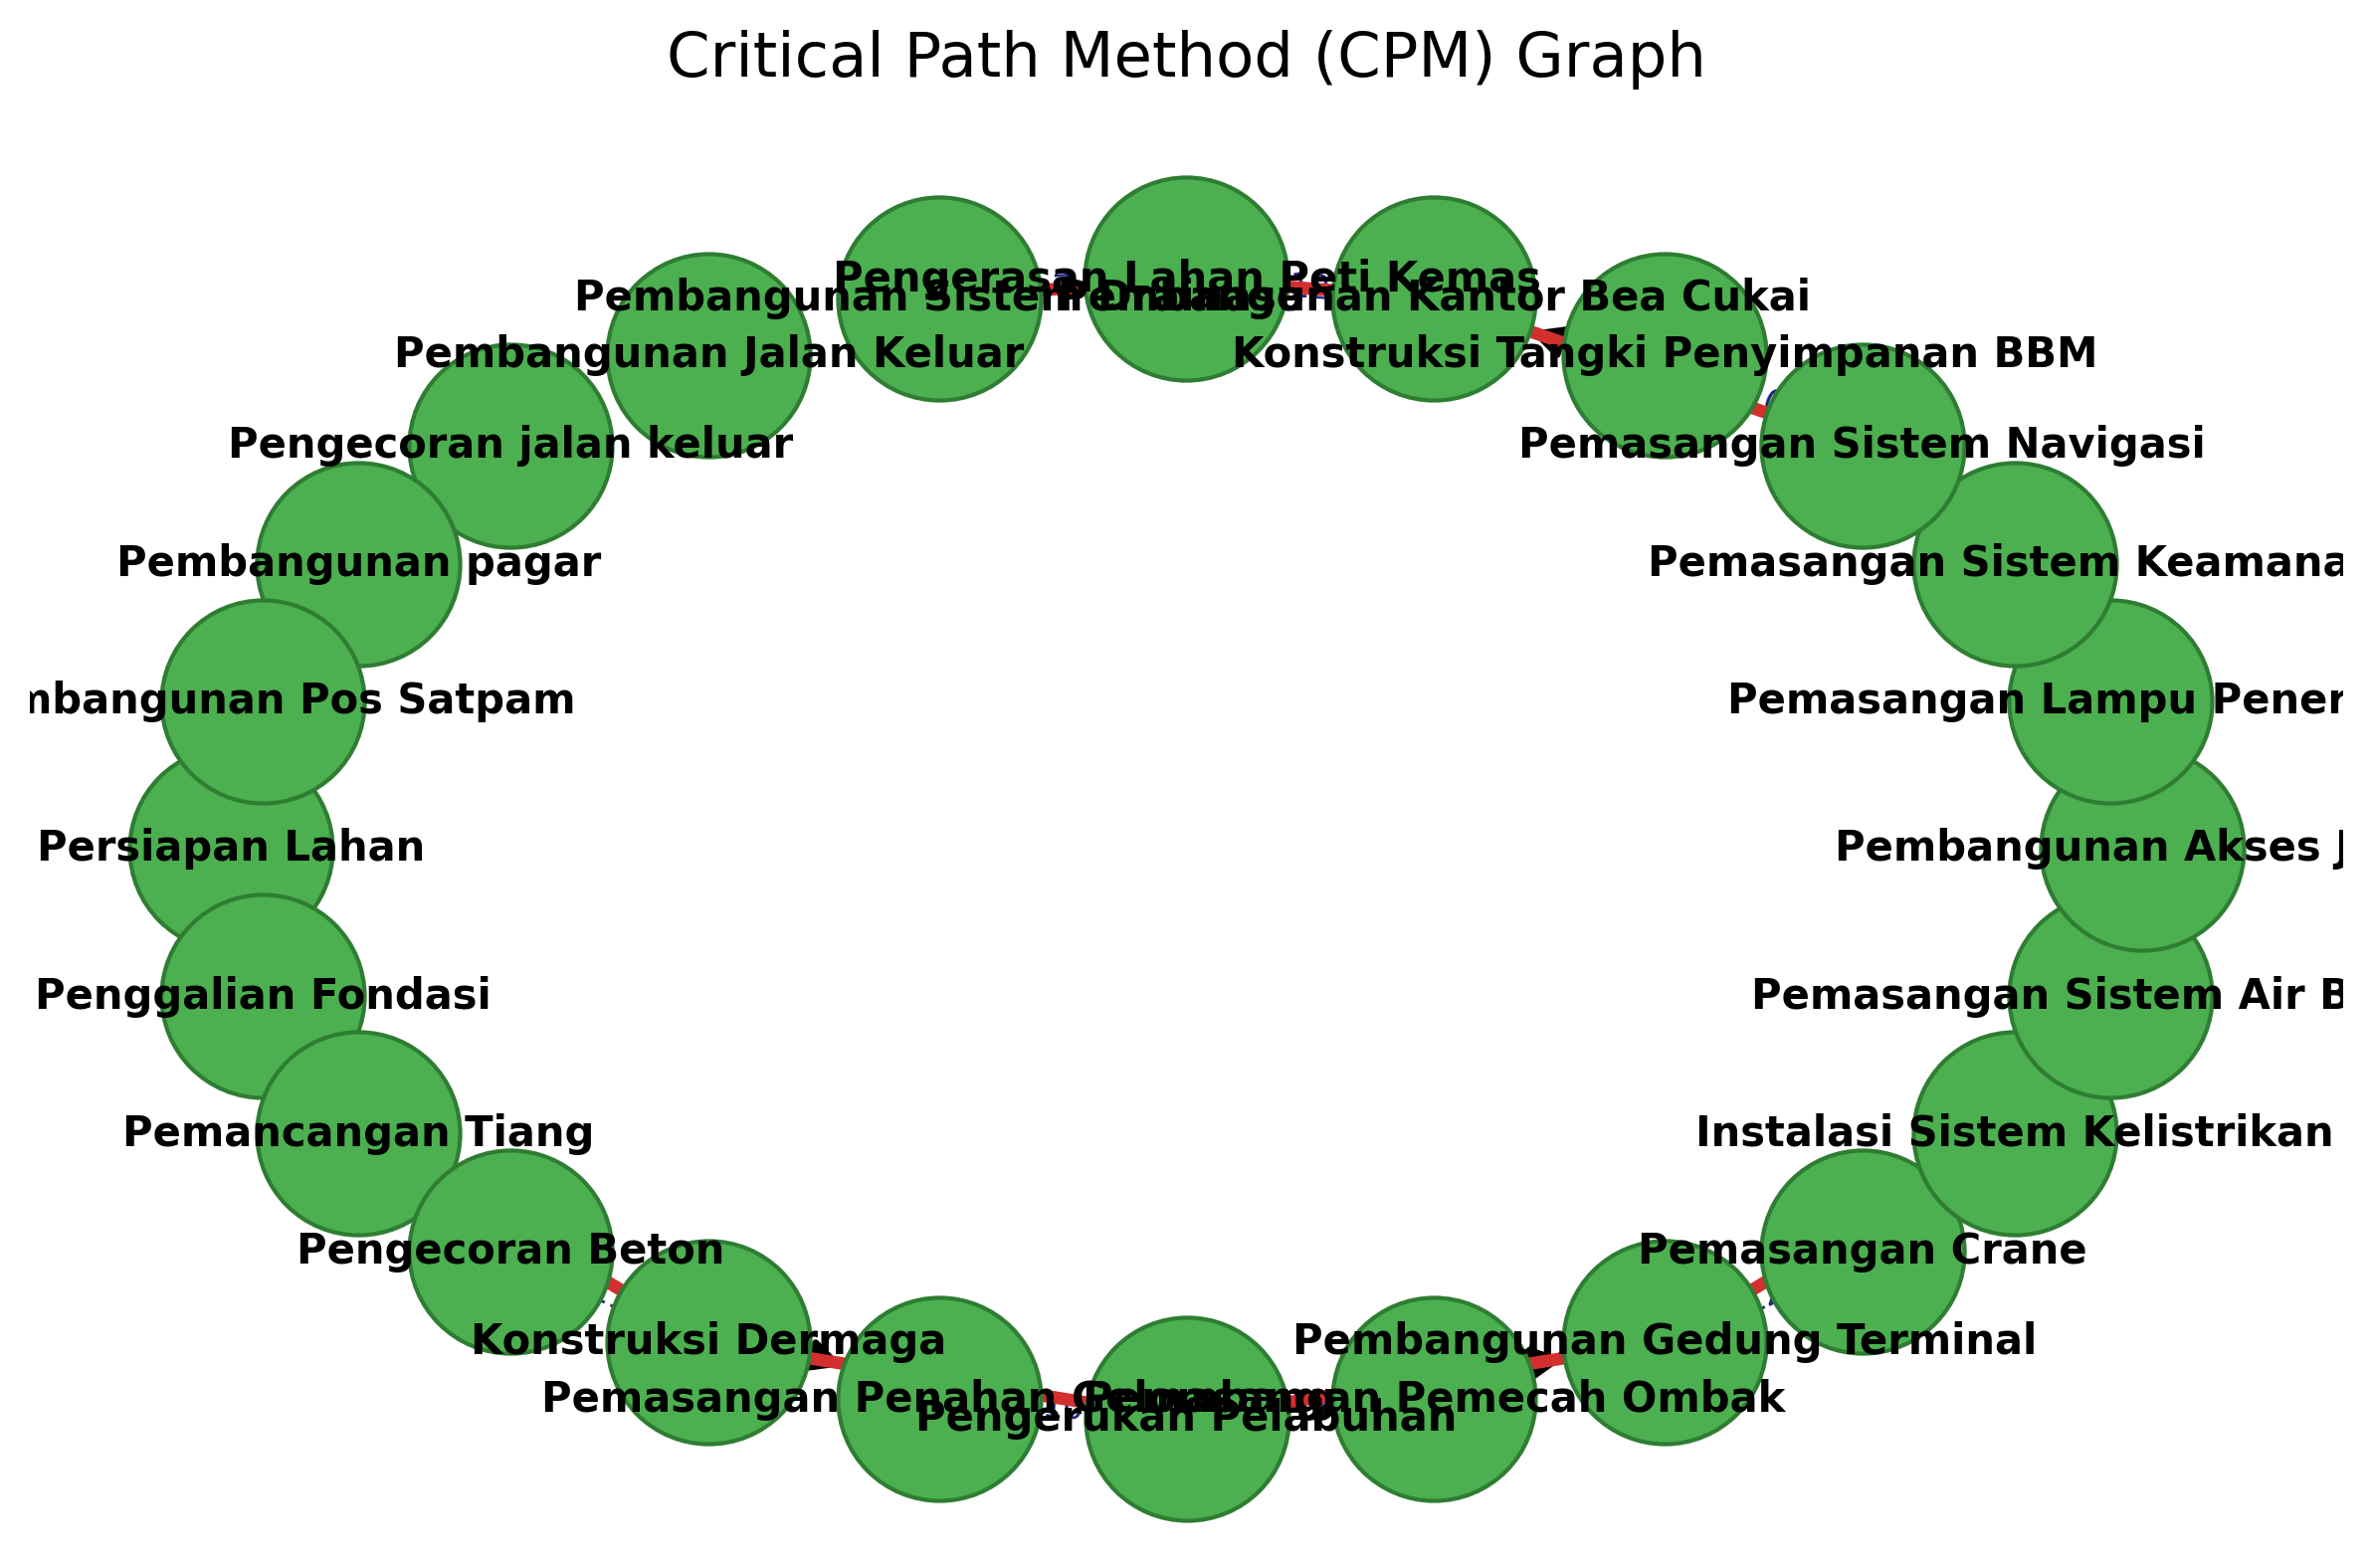 Critical Path Method (CPM) Graph
Pengerasan Lahan Peti Kemas
Pembangunan Sistem Drainase
Pembangunan Kantor Bea Cukai
Pembangunan Jalan Keluar
Konstruksi Tangki Penyimpanan BBM
Pengecoran jalan keluar
Pemasangan Sistem Navigasi
Pembangunan pagar
Pemasangan Sistem Keamana
mbangunan Pos Satpam
Pemasangan Lampu Pener
Persiapan Lahan
Pembangunan Akses J
Penggalian Fondasi
Pemasangan Sistem Air B
Pemancangan Tiang
Instalasi Sistem Kelistrikan
Pengecoran Beton
Pemasangan Crane
Konstruksi Dermaga
Pembangunan Gedung Terminal
Pemasangan Penahan Gelombang
Pemasangan Pemecah Ombak
Pengerukan Pelabuhan